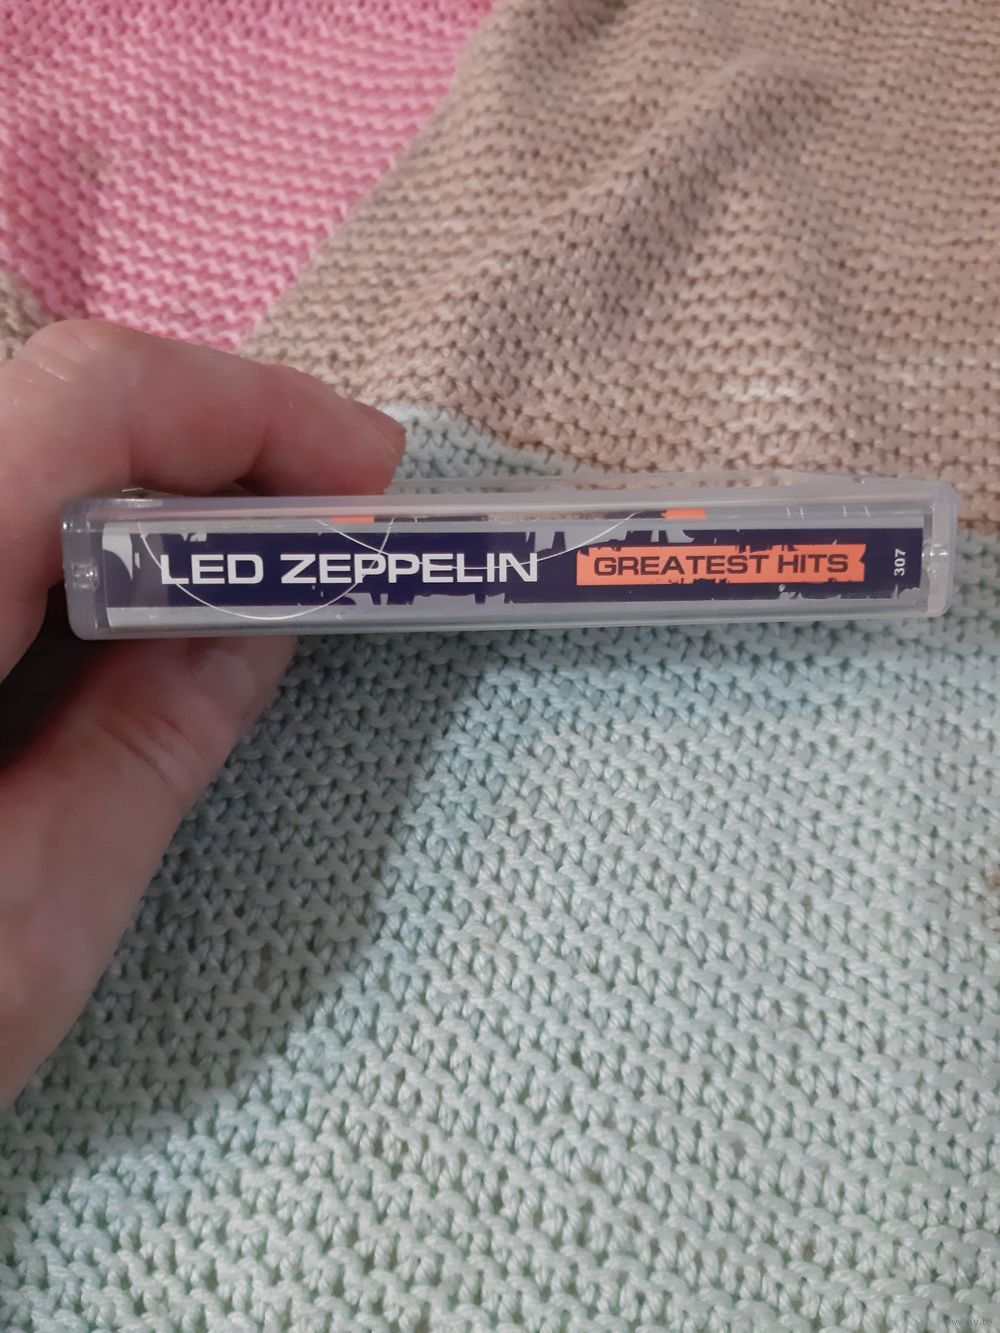 LED ZEPPELIN GREATEST HITS 307